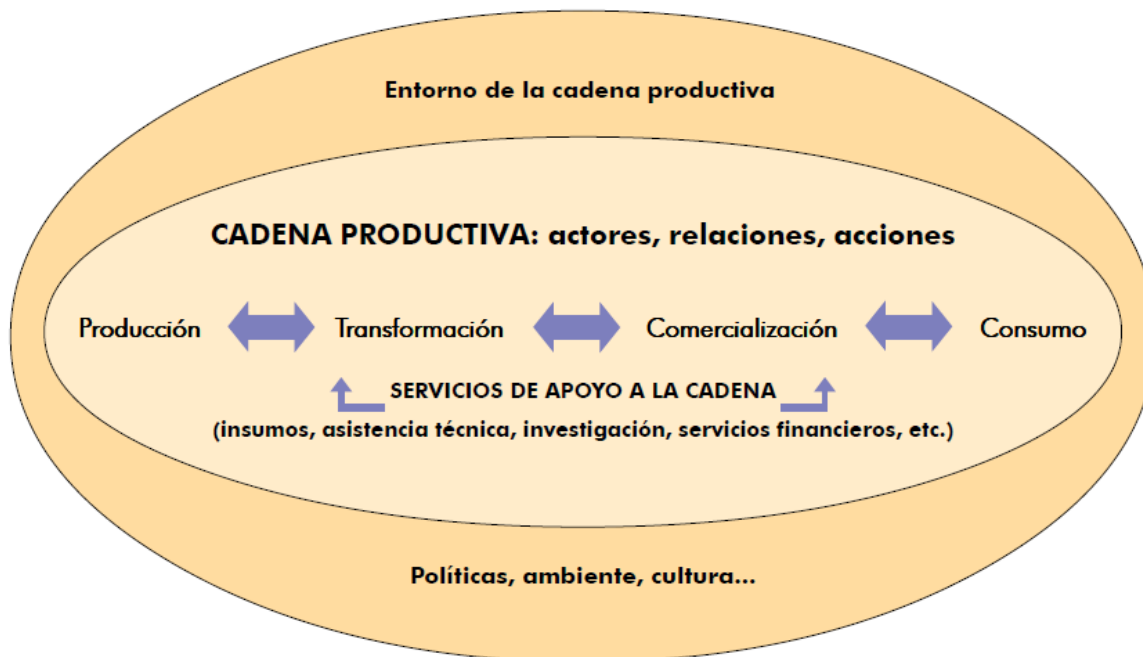 Entorno de la cadena productiva
CADENA PRODUCTIVA: actores, relaciones, acciones
Producción Transformación Comercialización Consumo
SERVICIOS DE APOYO A LA CADENA
(insumos, asistencia técnica, investigación, servicios financieros, etc.)
Políticas, ambiente, cultura...